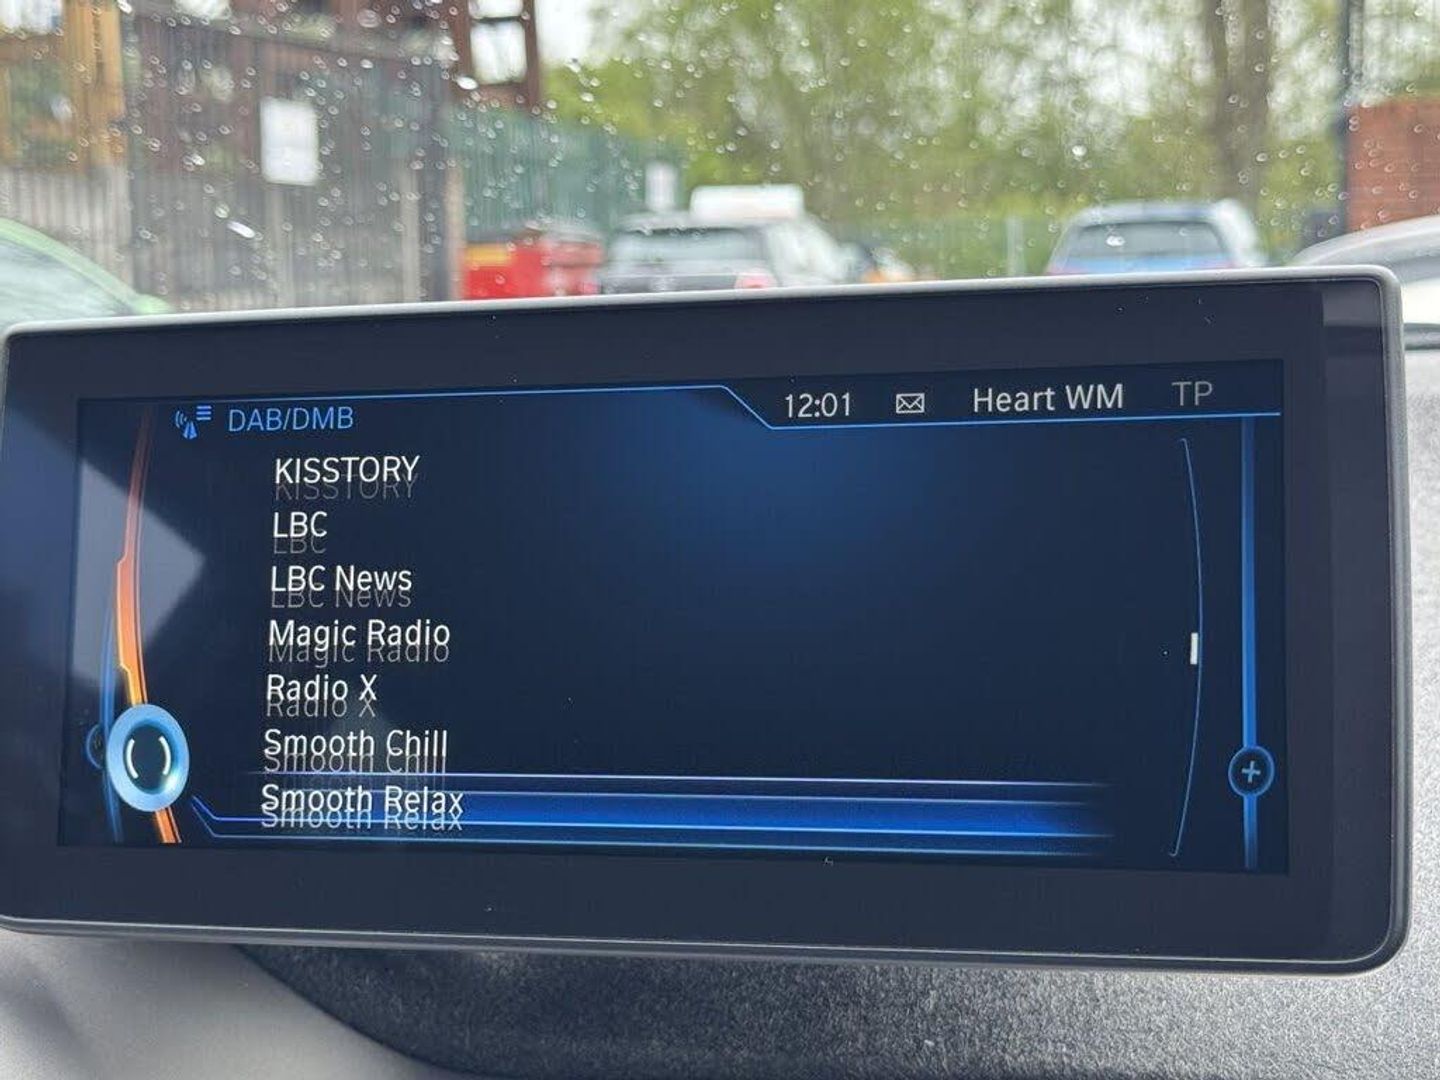 DAB/DMB
12:01
Heart WM
TP
KISSTORY
LBC
LBC News
Magic Radio
Radio X
Smooth Chill
Smooth Relax
+